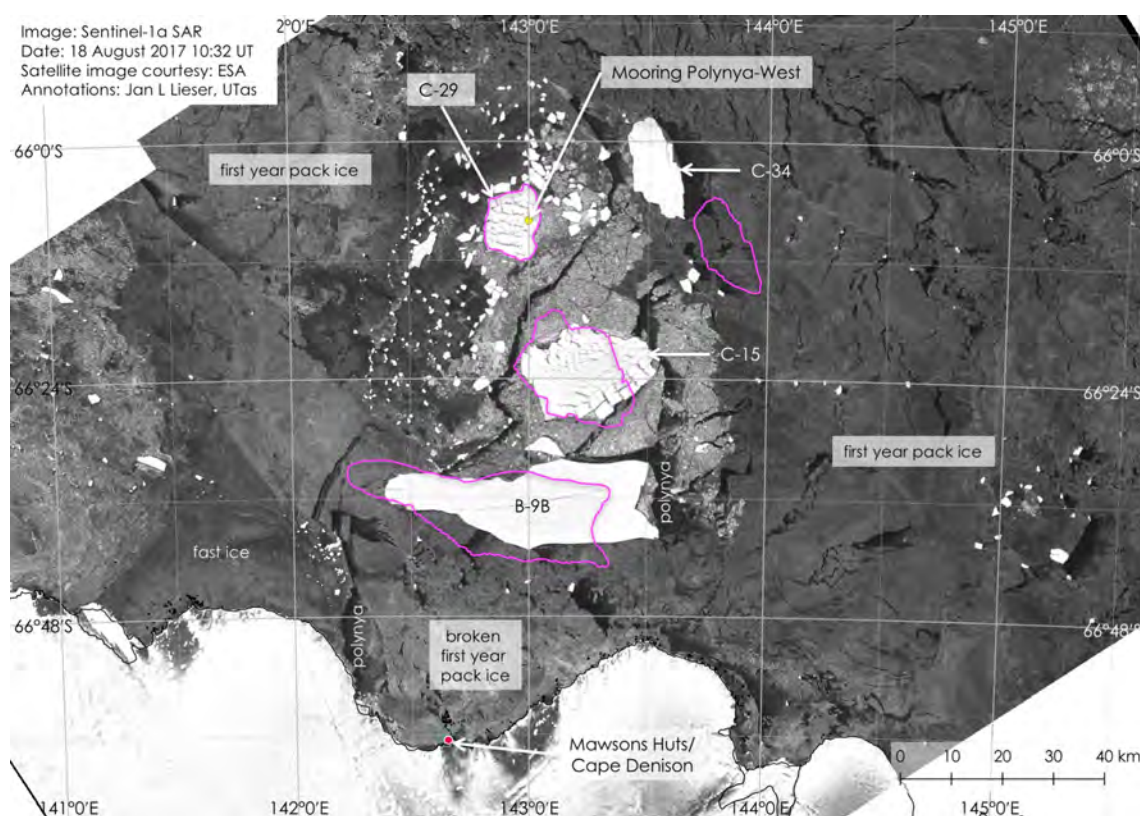 Image: Sentinel-1a SAR
Date: 18 August 2017 10:32 UT
Satellite image courtesy: ESA
Annotations: Jan L Lieser, UTas
2°0'E
143°0'E
144°0'E
145°0'E
Mooring Polynya-West
C-29
66°0'S
66°0'S
first year pack ice
C-34
C-15
66°24'S
66°24'S
first year pack ice
polynya
B-9B
fast ice
66°48'S
66°48'S
polynya
broken
first year
pack ice
Mawsons Huts/
Cape Denison
0 10 20 30 40 km
141°0'E
142°0'E
143°0'E
144°0'E
145°0'E